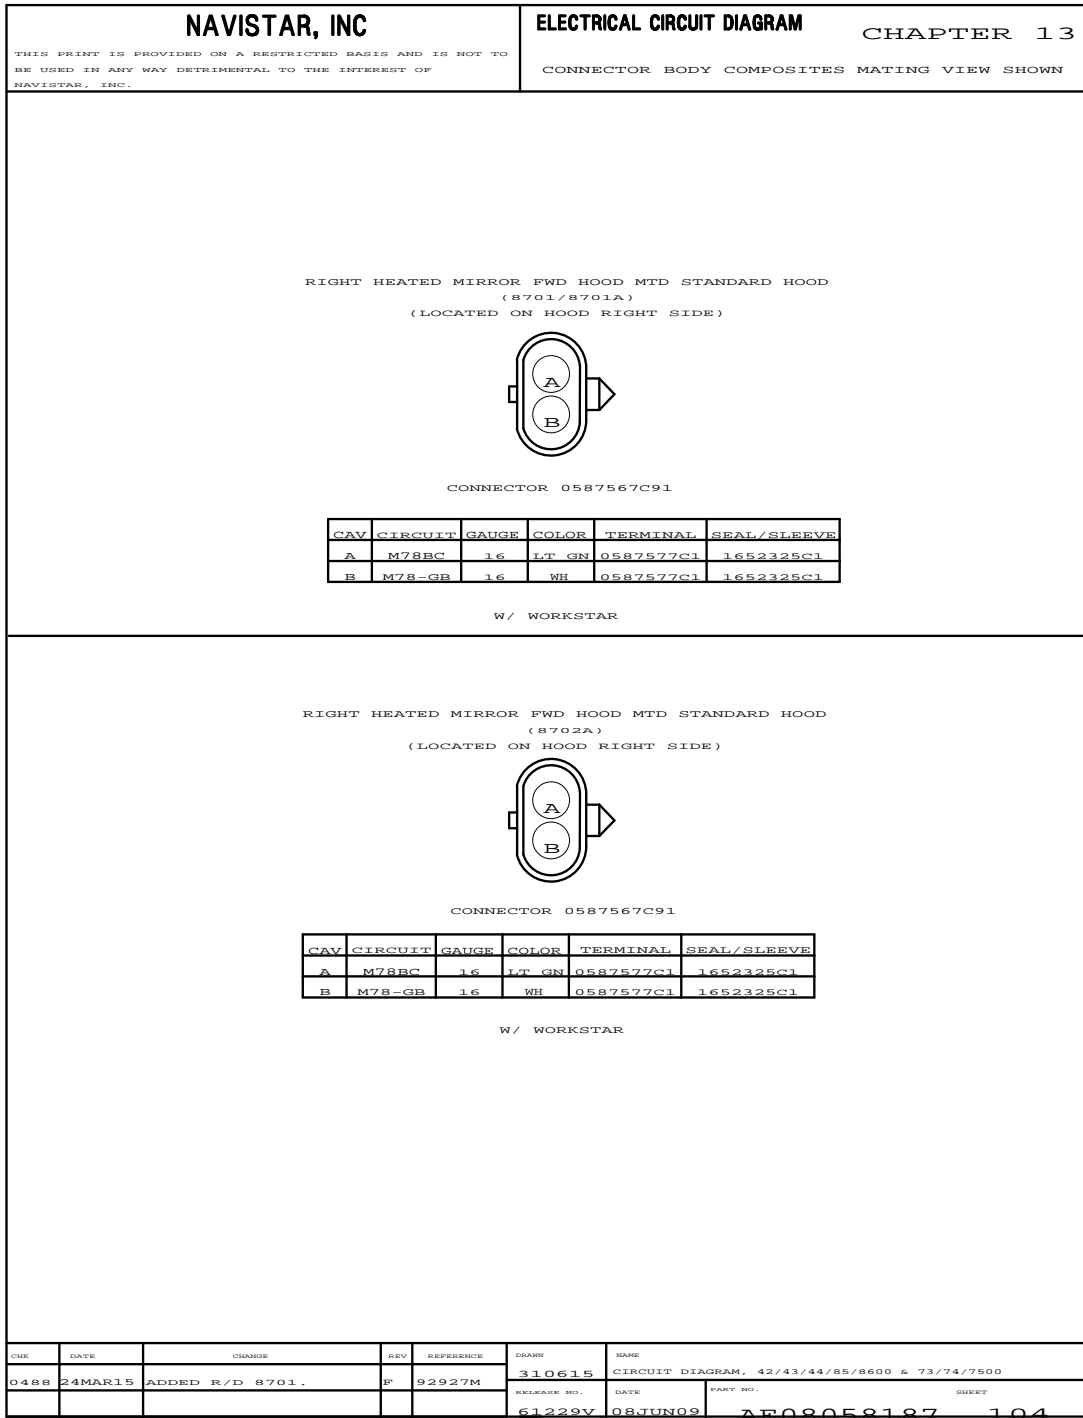 NAVISTAR, INC
THIS PRINT IS PROVIDED ON A RESTRICTED BASIS AND IS NOT TO
BE USED IN ANY WAY DETRIMENTAL TO THE INTEREST OF
NAVISTAR, INC.
ELECTRICAL CIRCUIT DIAGRAM
CHAPTER 13
CONNECTOR BODY COMPOSITES MATING VIEW SHOWN
RIGHT HEATED MIRROR FWD HOOD MTD STANDARD HOOD
(8701/8701A)
(LOCATED ON HOOD RIGHT SIDE)
A
B
CONNECTOR 0587567C91
CAV CIRCUIT GAUGE COLOR TERMINAL SEAL/SLEEVE
A M78BC 16 LT GN 0587577C1 1652325C1
B M78-GB 16 WH 0587577C1 1652325C1
W/ WORKSTAR
RIGHT HEATED MIRROR FWD HOOD MTD STANDARD HOOD
(8702A)
(LOCATED ON HOOD RIGHT SIDE)
A
B
CONNECTOR 0587567C91
CAV CIRCUIT GAUGE COLOR TERMINAL SEAL/SLEEVE
A M78BC 16 LT GN 0587577C1 1652325C1
B M78-GB 16 WH 0587577C1 1652325C1
W/ WORKSTAR
CHK DATE CHANGE REV REFERENCE
0488 24MAR15 ADDED R/D 8701. F 92927M
DRAWN
310615
NAME
CIRCUIT DIAGRAM, 42/43/44/85/8600 & 73/74/7500
RELEASE NO.
61229V
DATE
08JUN09
PART NO. SHEET
AE08058187 104